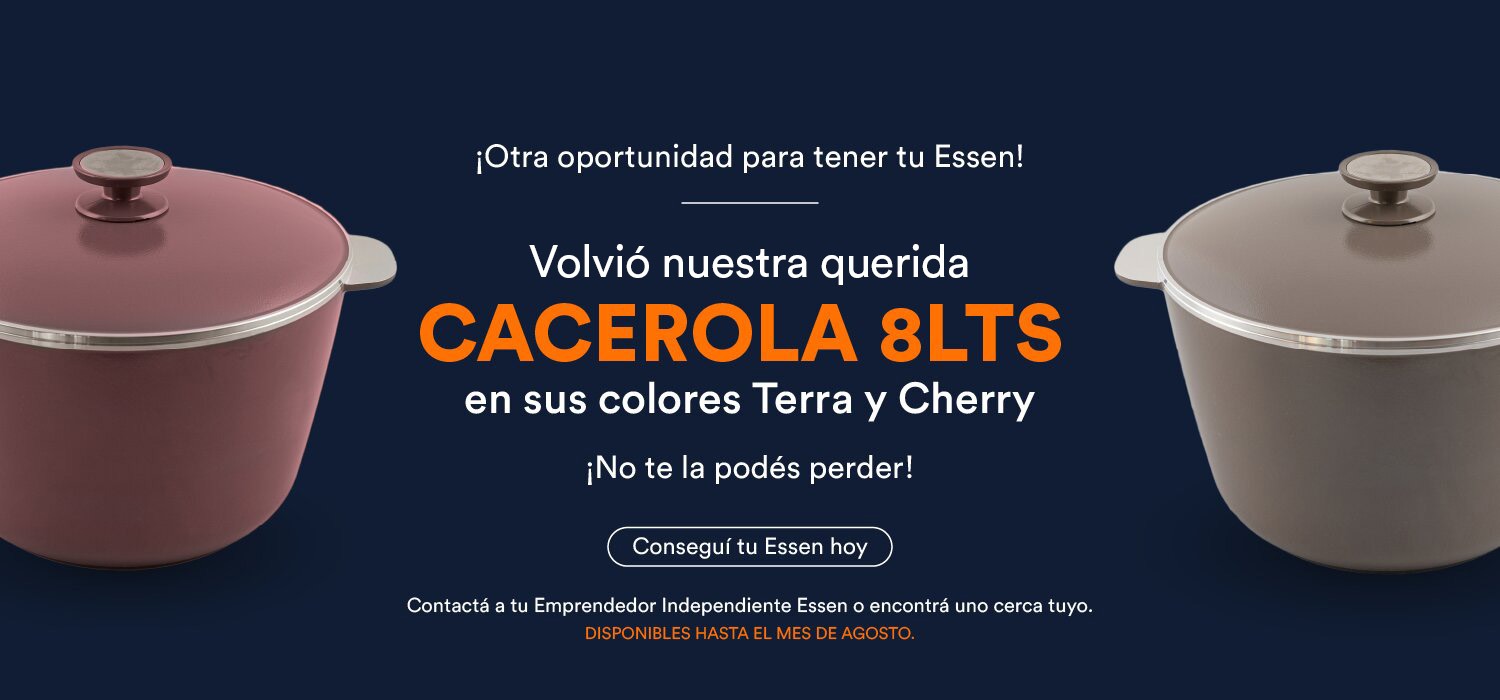 ¡Otra oportunidad para tener tu Essen!
Volvió nuestra querida
CACEROLA 8LTS
en sus colores Terra y Cherry
¡No te la podés perder!
Conseguí tu Essen hoy
Contactá a tu Emprendedor Independiente Essen o encontrá uno cerca tuyo.
DISPONIBLES HASTA EL MES DE AGOSTO.